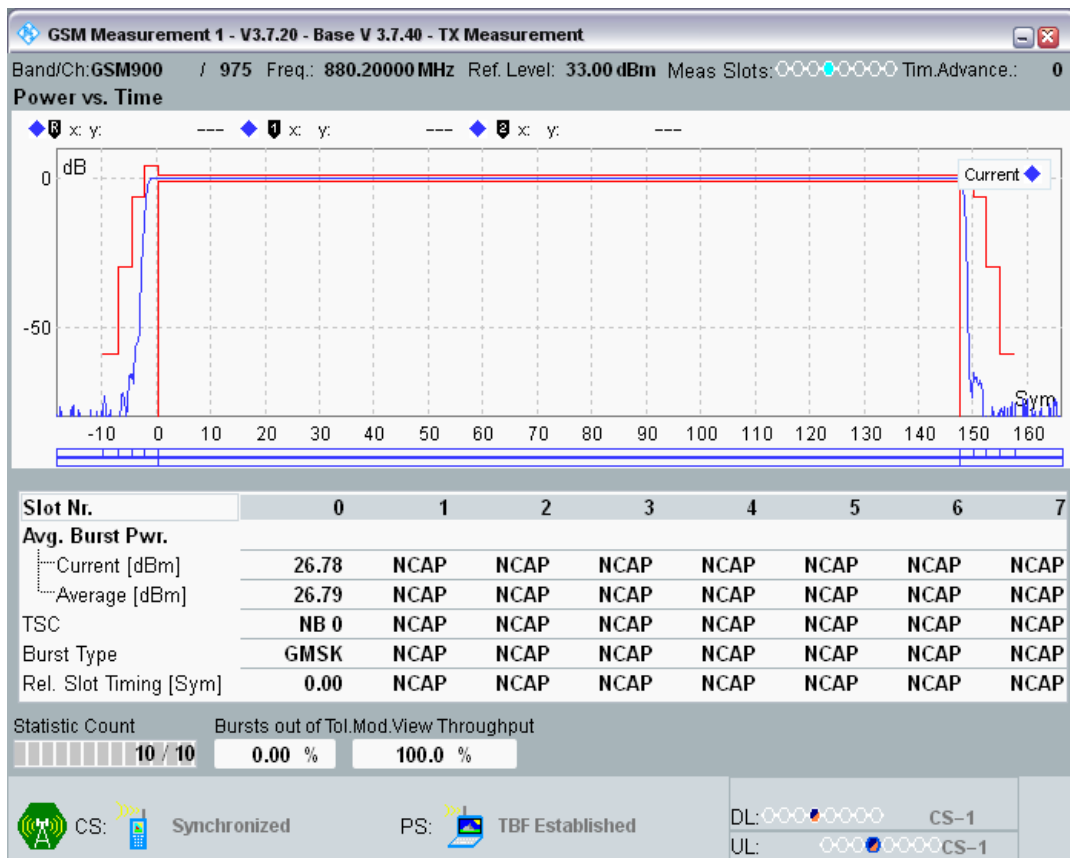 GSM Measurement 1 - V3.7.20 - Base V 3.7.40 - TX Measurement
Band/Ch:GSM900 / 975 Freq.: 880.20000 MHz Ref. Level: 33.00 dBm Meas Slots: Tim.Advance.: 0
Power vs. Time
R x: y: --- 1 x: y: --- 2 x: y: ---
dB
Current
0
-50
Sym
-10 0 10 20 30 40 50 60 70 80 90 100 110 120 130 140 150 160
Slot Nr. 0 1 2 3 4 5 6 7
Avg. Burst Pwr.
Current [dBm] 26.78 NCAP NCAP NCAP NCAP NCAP NCAP NCAP
Average [dBm] 26.79 NCAP NCAP NCAP NCAP NCAP NCAP NCAP
TSC NB 0 NCAP NCAP NCAP NCAP NCAP NCAP NCAP
Burst Type GMSK NCAP NCAP NCAP NCAP NCAP NCAP NCAP
Rel. Slot Timing [Sym] 0.00 NCAP NCAP NCAP NCAP NCAP NCAP NCAP
Statistic Count Bursts out of Tol. Mod.View Throughput
10 / 10 0.00 % 100.0 %
CS: Synchronized PS: TBF Established
DL: CS-1
UL: CS-1